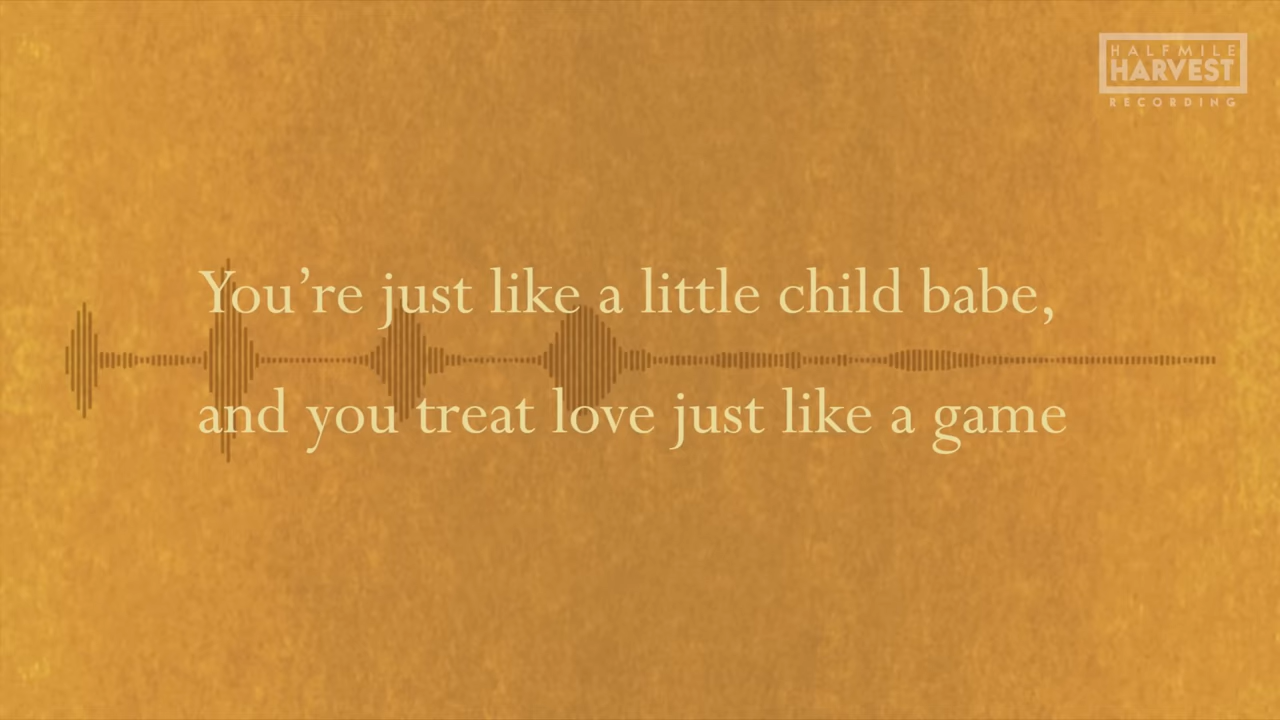 HALFMILE
HARVEST
RECORDING
You’re just like a little child babe,
and you treat love just like a game